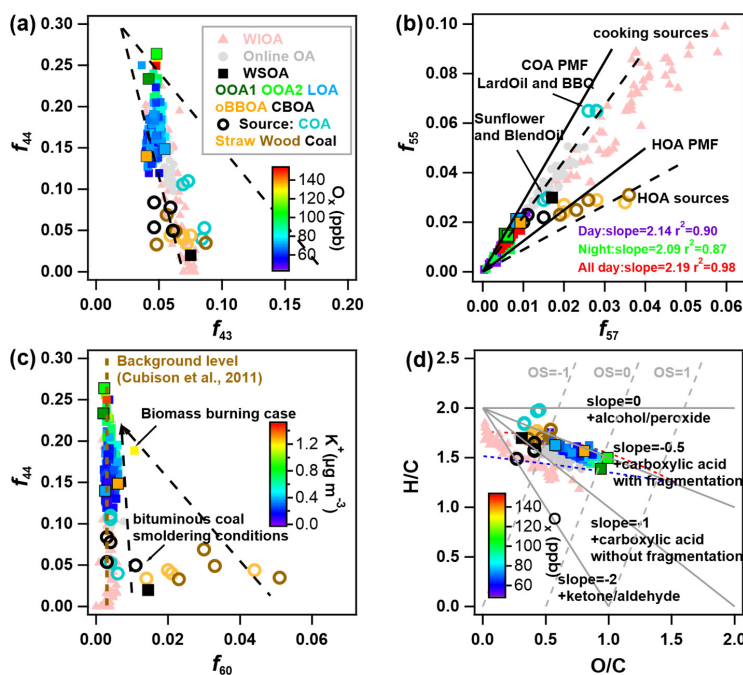 (a)
0.30
0.25
0.20
0.15
0.10
0.05
0.00
f44
0.00
0.05
0.10
0.15
0.20
f43
WIOA
Online OA
WSOA
OOA1 OOA2 LOA
oBBOA CBOA
Source: COA
Straw Wood Coal
140
120
100
80
60
Ox (ppb)
(b)
0.10
0.08
0.06
0.04
0.02
0.00
f55
0.00
0.01
0.02
0.03
0.04
0.05
0.06
f57
cooking sources
COA PMF
LardOil and BBQ
Sunflower
and BlendOil
HOA PMF
HOA sources
Day:slope=2.14 r2=0.90
Night:slope=2.09 r2=0.87
All day:slope=2.19 r2=0.98
(c)
0.30
0.25
0.20
0.15
0.10
0.05
0.00
f44
0.00
0.02
0.04
0.06
f60
Background level
(Cubison et al., 2011)
Biomass burning case
bituminous coal
smoldering conditions
1.2
0.8
0.4
0.0
K+ (μg m-3)
(d)
2.5
2.0
1.5
1.0
0.5
0.0
H/C
0.0
0.5
1.0
1.5
2.0
O/C
OS=-1
OS=0
OS=1
slope=0
+alcohol/peroxide
slope=-0.5
+carboxylic acid
with fragmentation
slope=-1
+carboxylic acid
without fragmentation
slope=-2
+ketone/aldehyde
140
120
100
80
60
Ox (ppb)